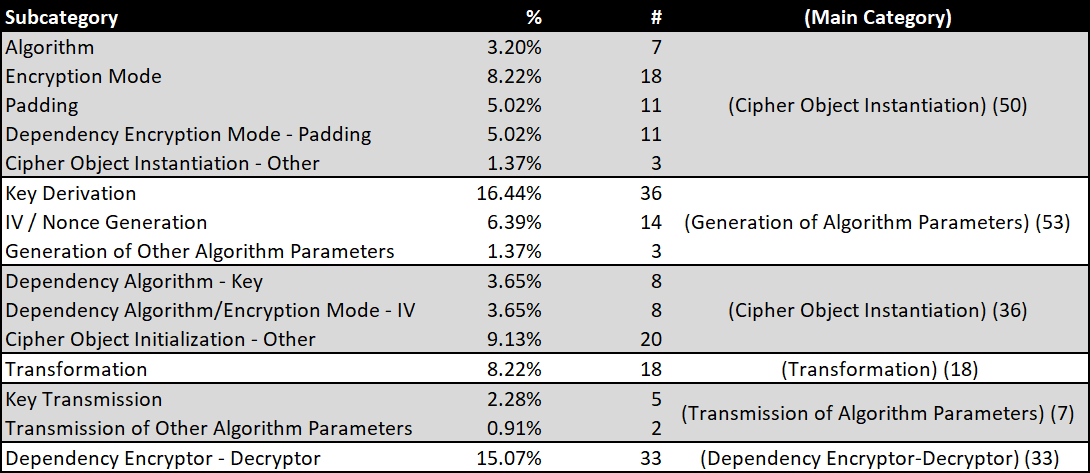 Subcategory % # (Main Category)
Algorithm 3.20% 7
Encryption Mode 8.22% 18
Padding 5.02% 11 (Cipher Object Instantiation) (50)
Dependency Encryption Mode - Padding 5.02% 11
Cipher Object Instantiation - Other 1.37% 3
Key Derivation 16.44% 36
IV / Nonce Generation 6.39% 14 (Generation of Algorithm Parameters) (53)
Generation of Other Algorithm Parameters 1.37% 3
Dependency Algorithm - Key 3.65% 8
Dependency Algorithm/Encryption Mode - IV 3.65% 8 (Cipher Object Instantiation) (36)
Cipher Object Initialization - Other 9.13% 20
Transformation 8.22% 18 (Transformation) (18)
Key Transmission 2.28% 5
(Transmission of Algorithm Parameters) (7)
Transmission of Other Algorithm Parameters 0.91% 2
Dependency Encryptor - Decryptor 15.07% 33 (Dependency Encryptor-Decryptor) (33)